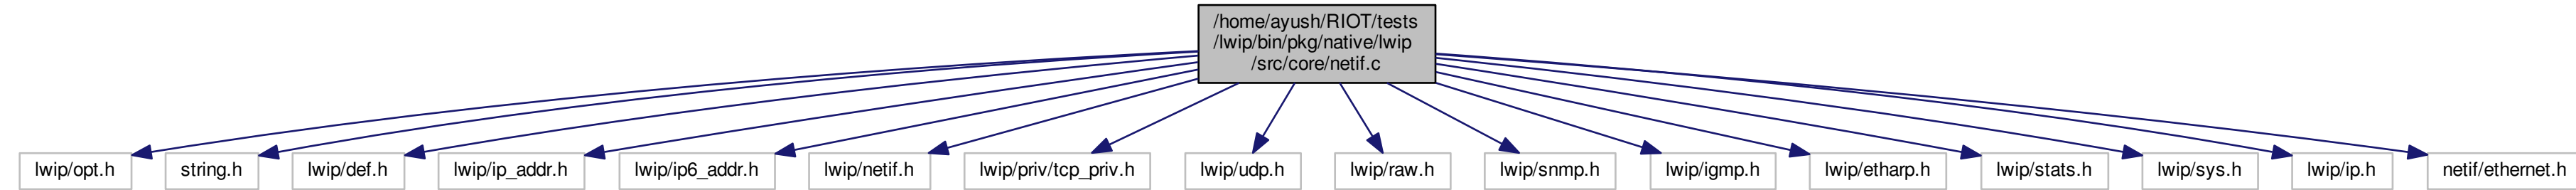 /home/ayush/RIOT/tests
/lwip/bin/pkg/native/lwip
/src/core/netif.c
lwip/opt.h
string.h
lwip/def.h
lwip/ip_addr.h
lwip/ip6_addr.h
lwip/netif.h
lwip/priv/tcp_priv.h
lwip/udp.h
lwip/raw.h
lwip/snmp.h
lwip/igmp.h
lwip/etharp.h
lwip/stats.h
lwip/sys.h
lwip/ip.h
netif/ethernet.h